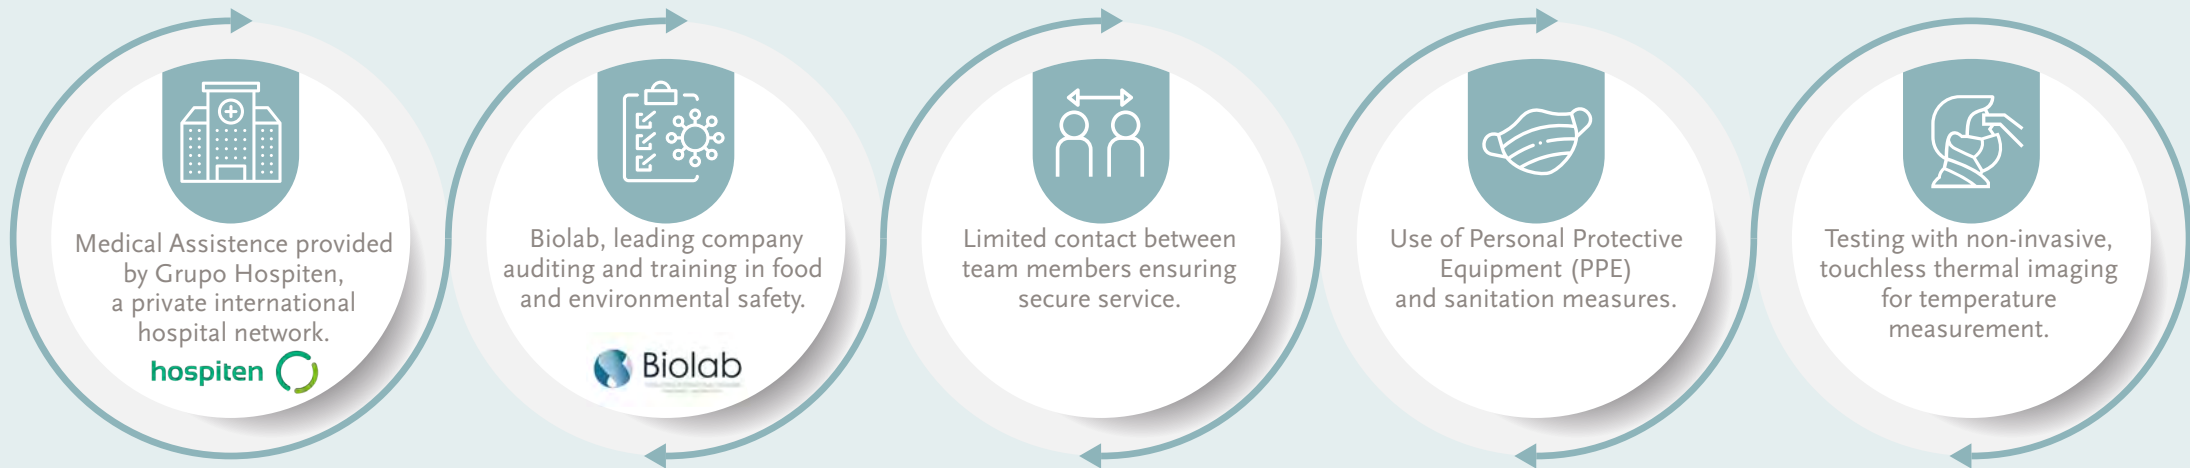 Medical Assistence provided
by Grupo Hospiten,
a private international
hospital network.
hospiten
Biolab, leading company
auditing and training in food
and environmental safety.
Biolab
Limited contact between
team members ensuring
secure service.
Use of Personal Protective
Equipment (PPE)
and sanitation measures.
Testing with non-invasive,
touchless thermal imaging
for temperature
measurement.